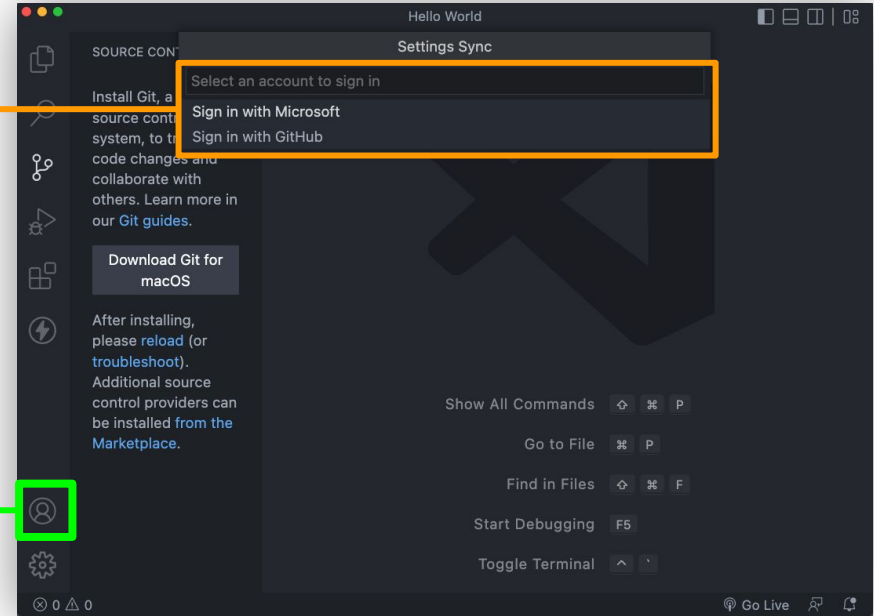 Hello World
Settings Sync
SOURCE CON
Select an account to sign in
Sign in with Microsoft
Sign in with GitHub
Install Git, a
source contr
system, to tr
code changes and
collaborate with
others. Learn more in
our Git guides.
Download Git for
macOS
After installing,
please reload (or
troubleshoot).
Additional source
control providers can
be installed from the
Marketplace.
Show All Commands ⇧ ⌘ P
Go to File ⌘ P
Find in Files ⇧ ⌘ F
Start Debugging F5
Toggle Terminal ^ `
0 0
Go Live